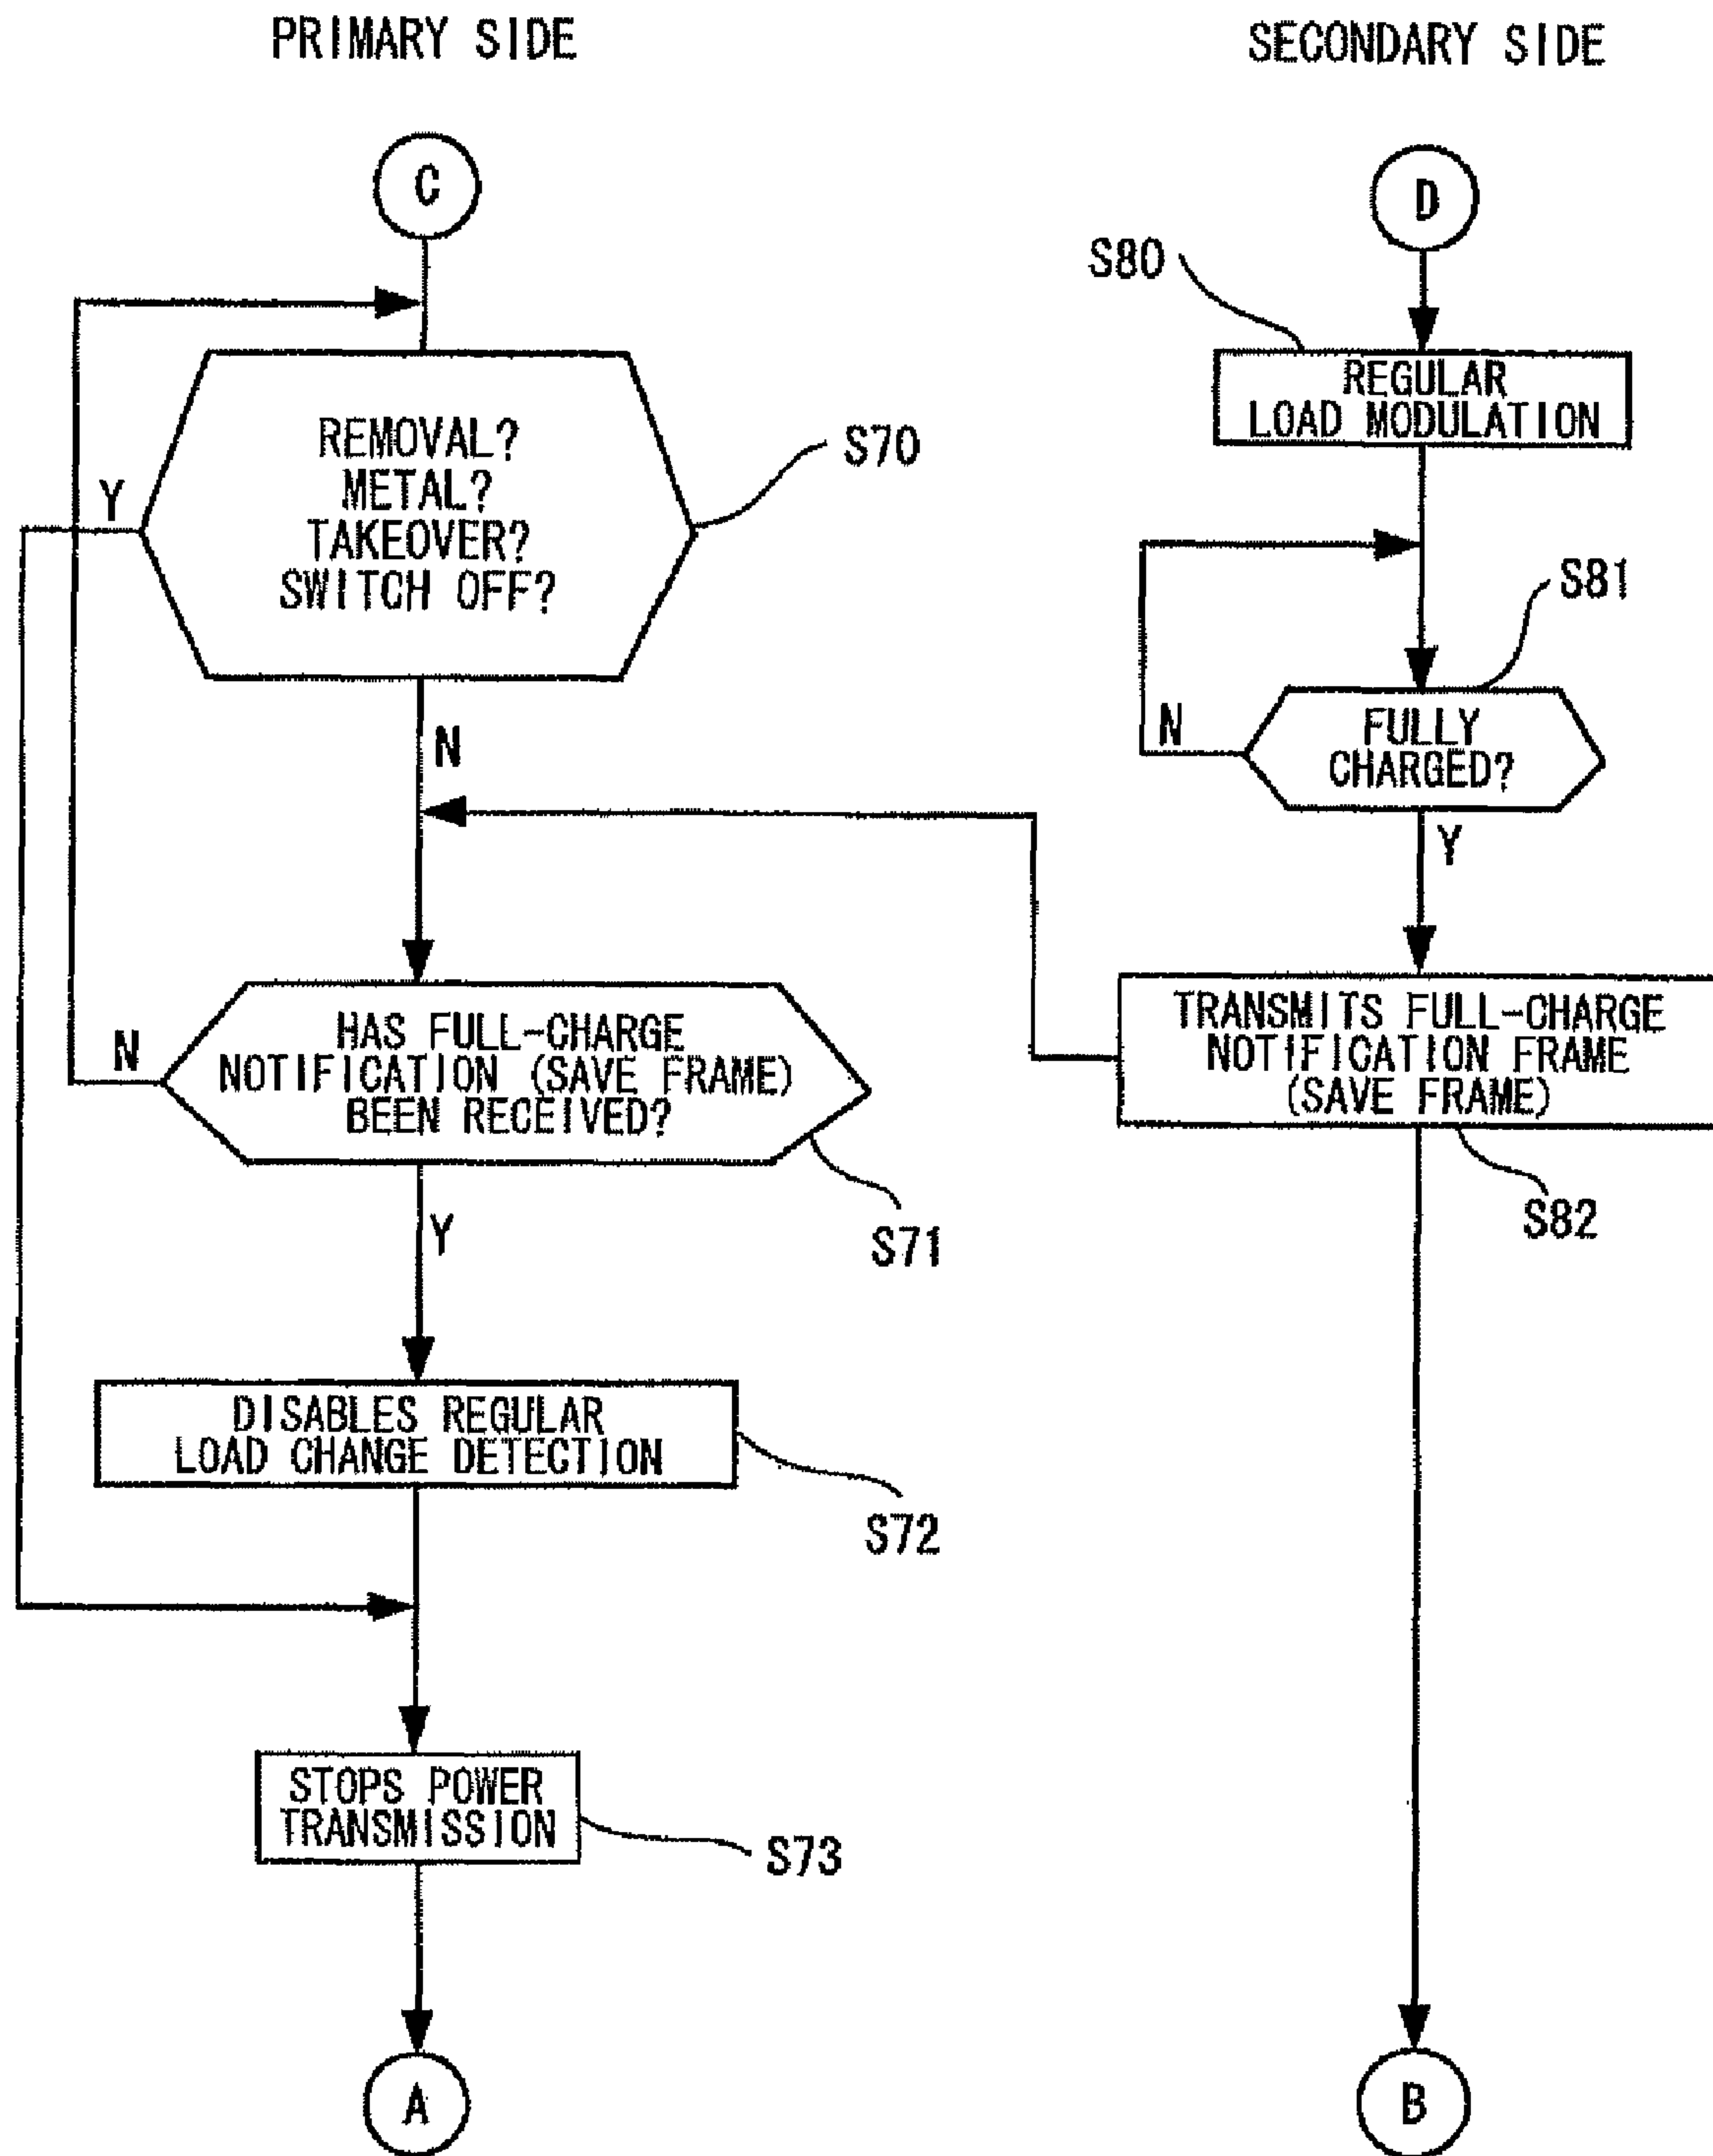 PRIMARY SIDE
C
REMOVAL?
METAL?
TAKEOVER?
SWITCH OFF?
S70
Y
N
HAS FULL-CHARGE
NOTIFICATION (SAVE FRAME)
BEEN RECEIVED?
S71
N
Y
DISABLES REGULAR
LOAD CHANGE DETECTION
S72
STOPS POWER
TRANSMISSION
S73
A
SECONDARY SIDE
D
S80
REGULAR
LOAD MODULATION
S81
FULLY
CHARGED?
N
Y
TRANSMITS FULL-CHARGE
NOTIFICATION FRAME
(SAVE FRAME)
S82
B